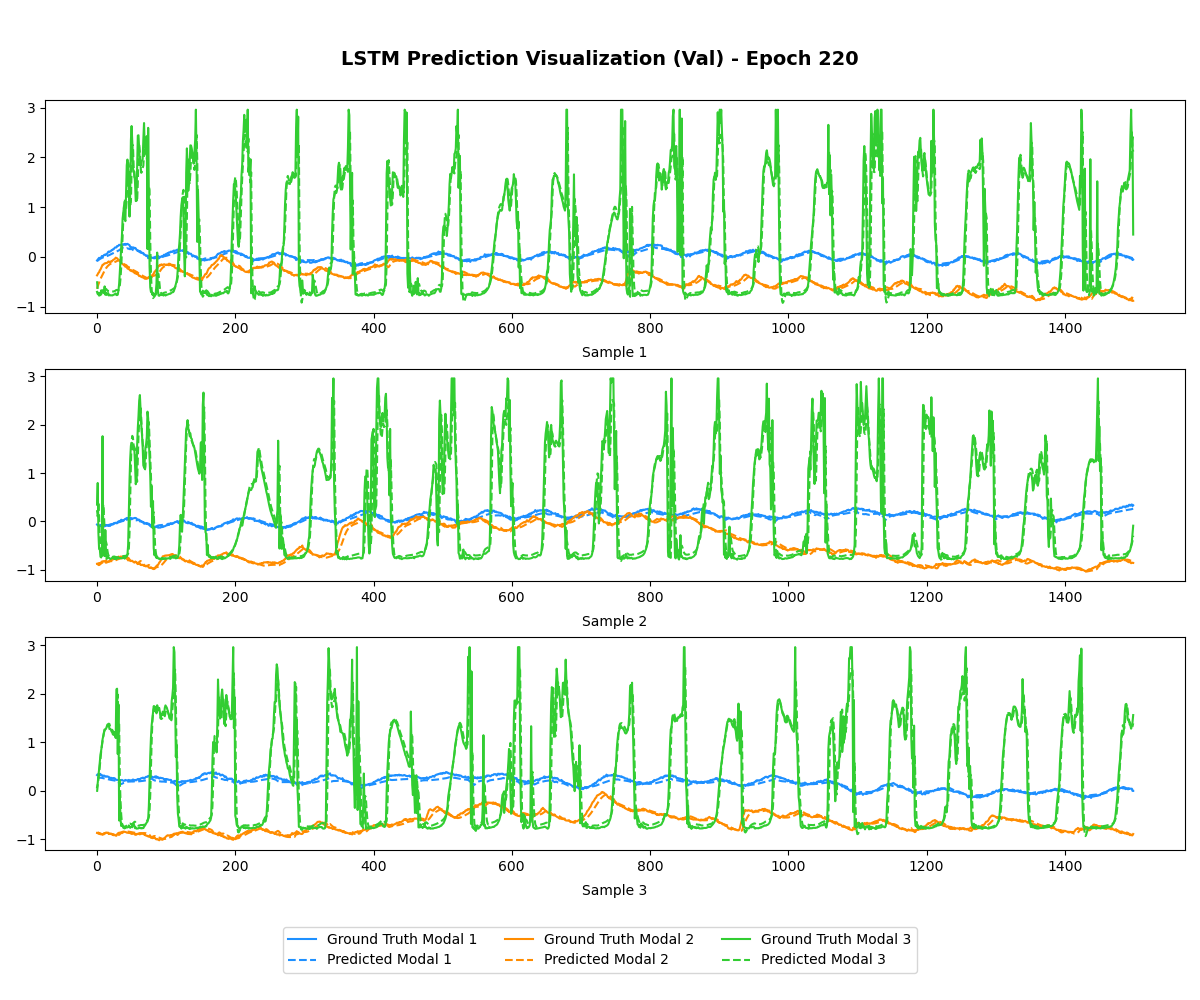 LSTM Prediction Visualization (Val) - Epoch 220
3
2
1
0
−1
0 200 400 600 800 1000 1200 1400
Sample 1
3
2
1
0
−1
0 200 400 600 800 1000 1200 1400
Sample 2
3
2
1
0
−1
0 200 400 600 800 1000 1200 1400
Sample 3
Ground Truth Modal 1 Ground Truth Modal 2 Ground Truth Modal 3
Predicted Modal 1 Predicted Modal 2 Predicted Modal 3